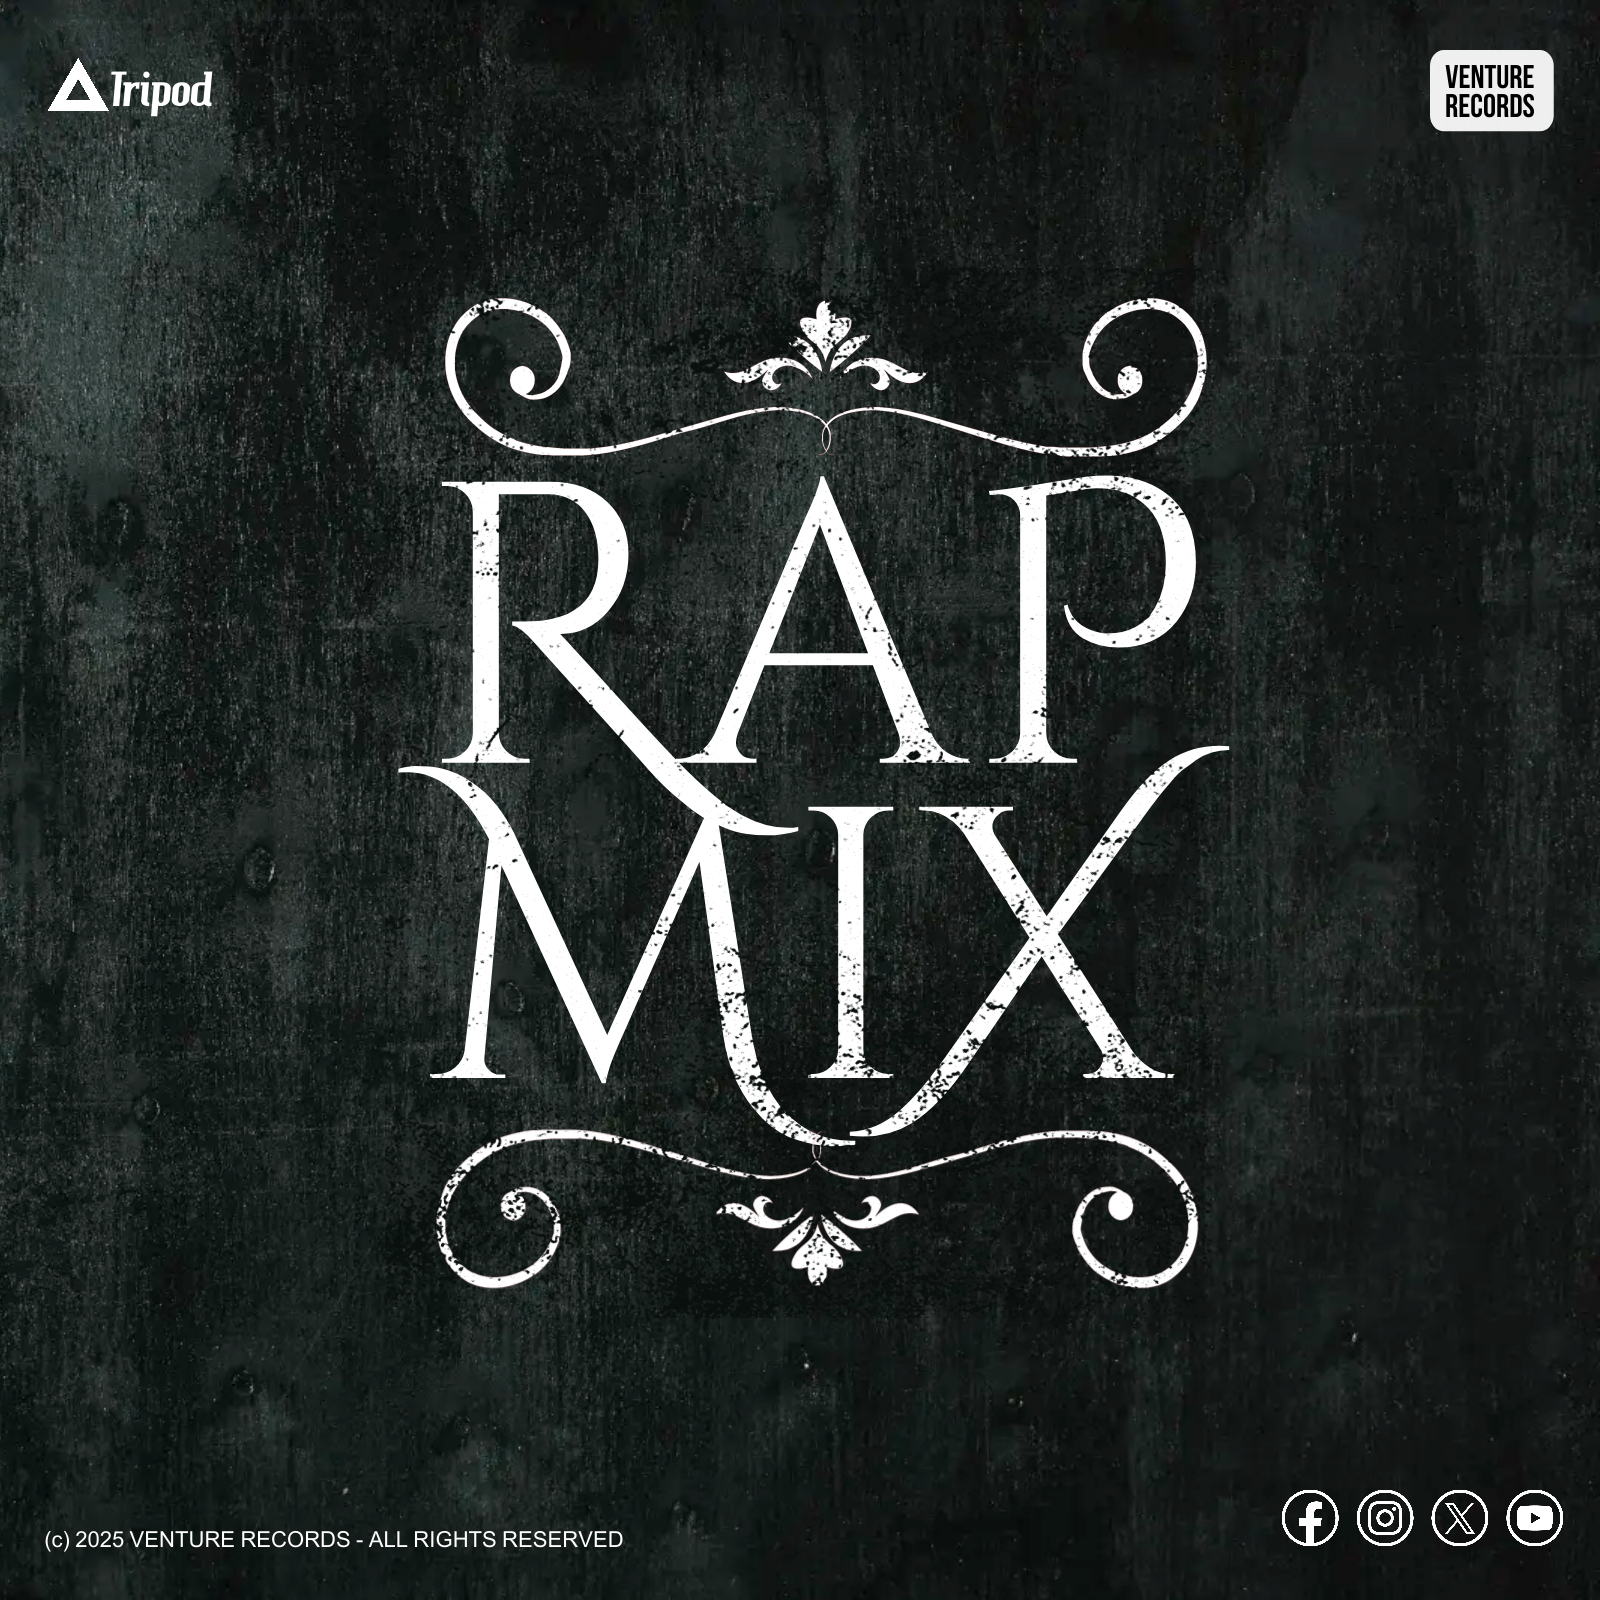 Tripod
VENTURE
RECORDS
RAP
MIX
(c) 2025 VENTURE RECORDS - ALL RIGHTS RESERVED